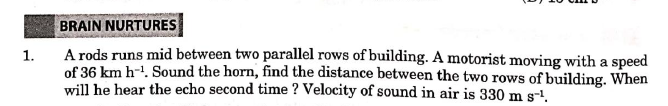 BRAIN NURTURES
1. A rods runs mid between two parallel rows of building. A motorist moving with a speed
of 36 km h⁻¹. Sound the horn, find the distance between the two rows of building. When
will he hear the echo second time ? Velocity of sound in air is 330 m s⁻¹.